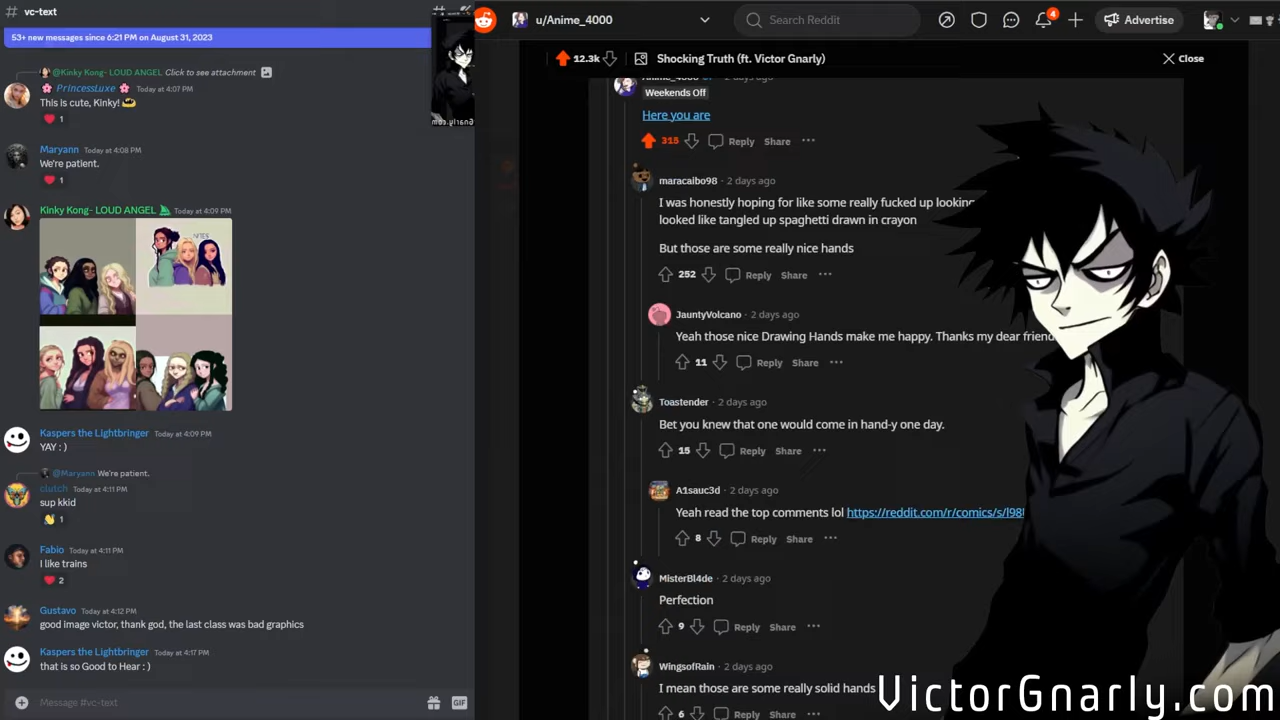 # vc-text
53+ new messages since 6:21 PM on August 31, 2023
@Kinky Kong- LOUD ANGEL Click to see attachment
🌸 PrincessLuxe 🌸 Today at 4:07 PM
This is cute, Kinky!
❤️ 1
Maryann Today at 4:08 PM
We're patient.
❤️ 1
Kinky Kong- LOUD ANGEL Today at 4:09 PM
Kaspers the Lightbringer Today at 4:09 PM
YAY : )
@Maryann We're patient.
clutch Today at 4:11 PM
sup kkid
👋 1
Fabio Today at 4:11 PM
I like trains
❤️ 2
Gustavo Today at 4:12 PM
good image victor, thank god, the last class was bad graphics
Kaspers the Lightbringer Today at 4:17 PM
that is so Good to Hear : )
Message #vc-text
GIF
u/Anime_4000
Search Reddit
4
Advertise
12.3k
Shocking Truth (ft. Victor Gnarly)
Close
Anime_4000 OP 2 days ago
Weekends Off
Here you are
315 Reply Share ···
maracaibo98 · 2 days ago
I was honestly hoping for like some really fucked up looking
looked like tangled up spaghetti drawn in crayon
But those are some really nice hands
252 Reply Share ···
JauntyVolcano · 2 days ago
Yeah those nice Drawing Hands make me happy. Thanks my dear friend
11 Reply Share ···
Toastender · 2 days ago
Bet you knew that one would come in hand-y one day.
15 Reply Share ···
A1sauc3d · 2 days ago
Yeah read the top comments lol https://reddit.com/r/comics/s/l98
8 Reply Share ···
MisterBl4de · 2 days ago
Perfection
9 Reply Share ···
WingsofRain · 2 days ago
I mean those are some really solid hands
6 Reply Share ···
VictorGnarly.com